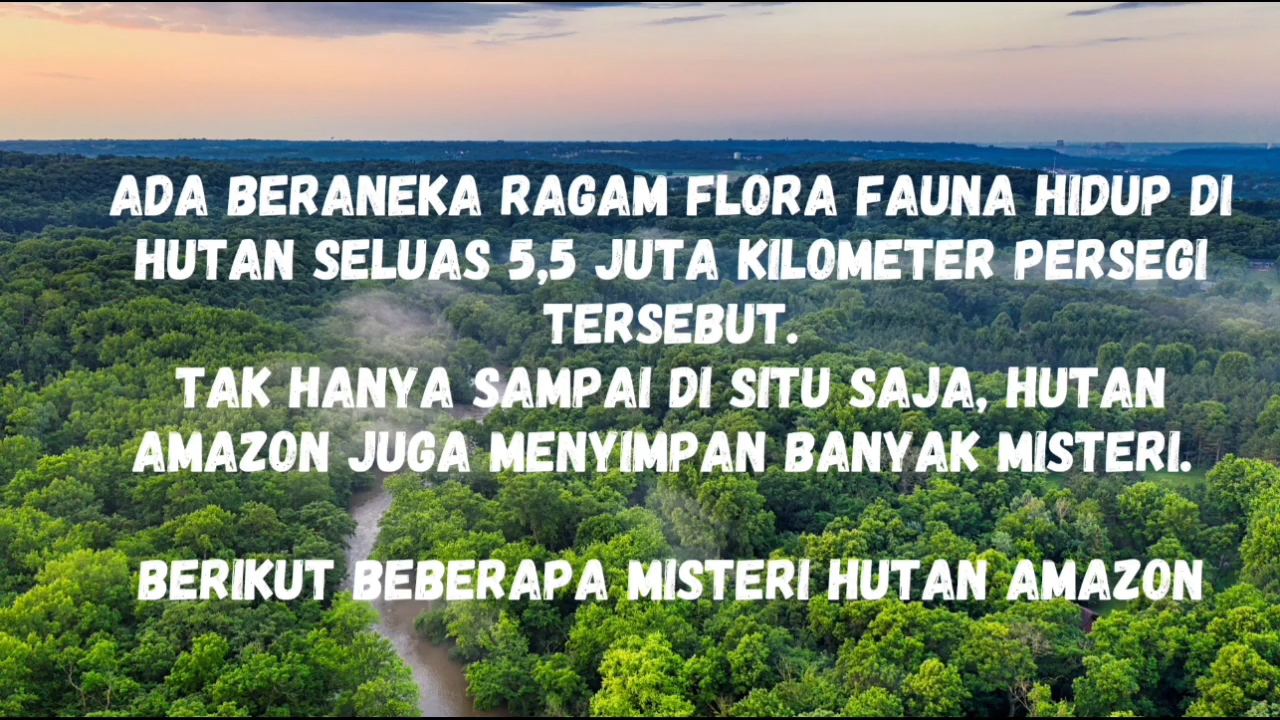 ADA BERANEKA RAGAM FLORA FAUNA HIDUP DI
HUTAN SELUAS 5,5 JUTA KILOMETER PERSEGI
TERSEBUT.
TAK HANYA SAMPAI DI SITU SAJA, HUTAN
AMAZON JUGA MENYIMPAN BANYAK MISTERI.
BERIKUT BEBERAPA MISTERI HUTAN AMAZON